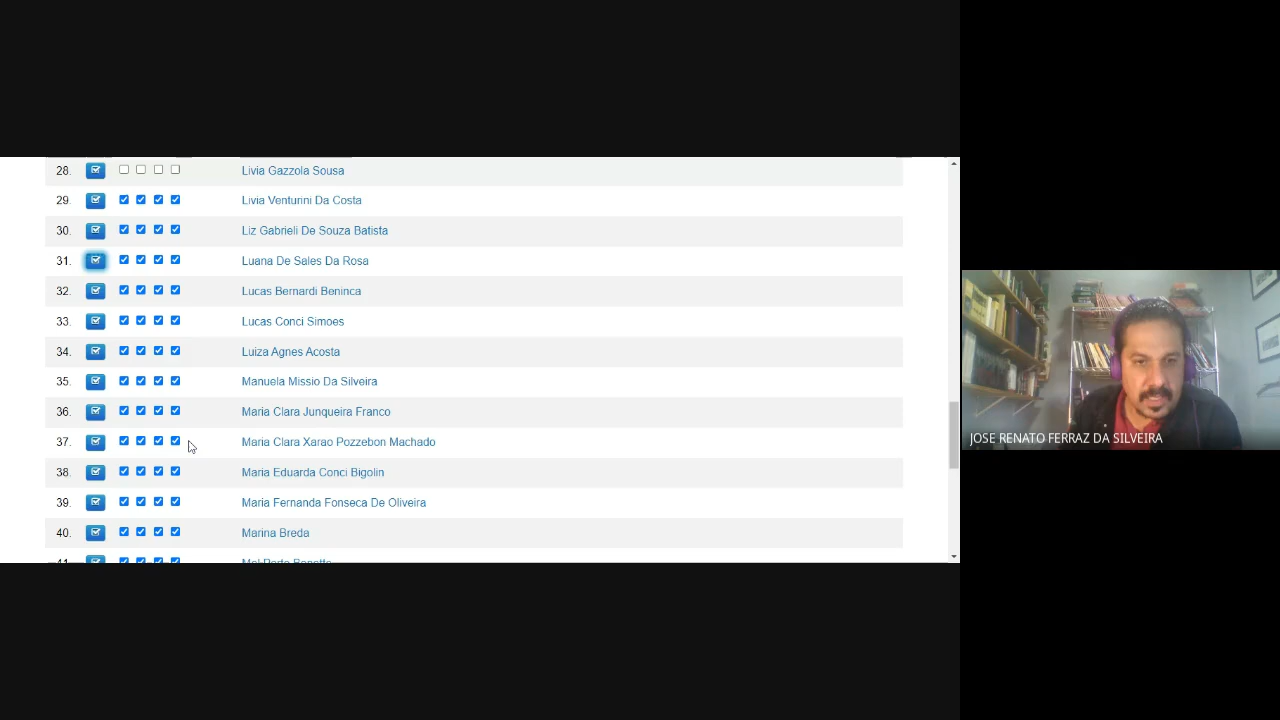 28. Livia Gazzola Sousa
29. Livia Venturini Da Costa
30. Liz Gabrieli De Souza Batista
31. Luana De Sales Da Rosa
32. Lucas Bernardi Beninca
33. Lucas Conci Simoes
34. Luiza Agnes Acosta
35. Manuela Missio Da Silveira
36. Maria Clara Junqueira Franco
37. Maria Clara Xarao Pozzebon Machado
38. Maria Eduarda Conci Bigolin
39. Maria Fernanda Fonseca De Oliveira
40. Marina Breda
41.
JOSE RENATO FERRAZ DA SILVEIRA